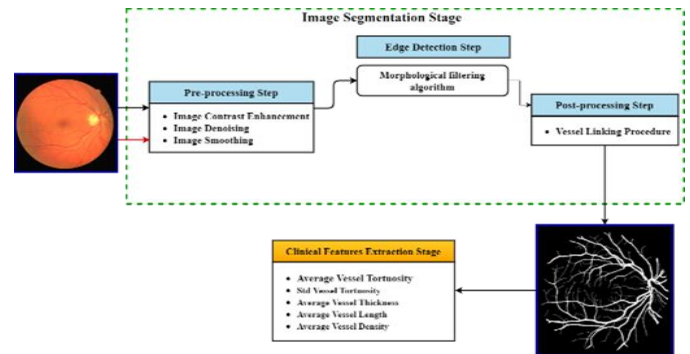 Image Segmentation Stage
Edge Detection Step
Morphological filtering
algorithm
Pre-processing Step
• Image Contrast Enhancement
• Image Denoising
• Image Smoothing
Post-processing Step
• Vessel Linking Procedure
Clinical Features Extraction Stage
• Average Vessel Tortuosity
• Std Vessel Tortuosity
• Average Vessel Thickness
• Average Vessel Length
• Average Vessel Density